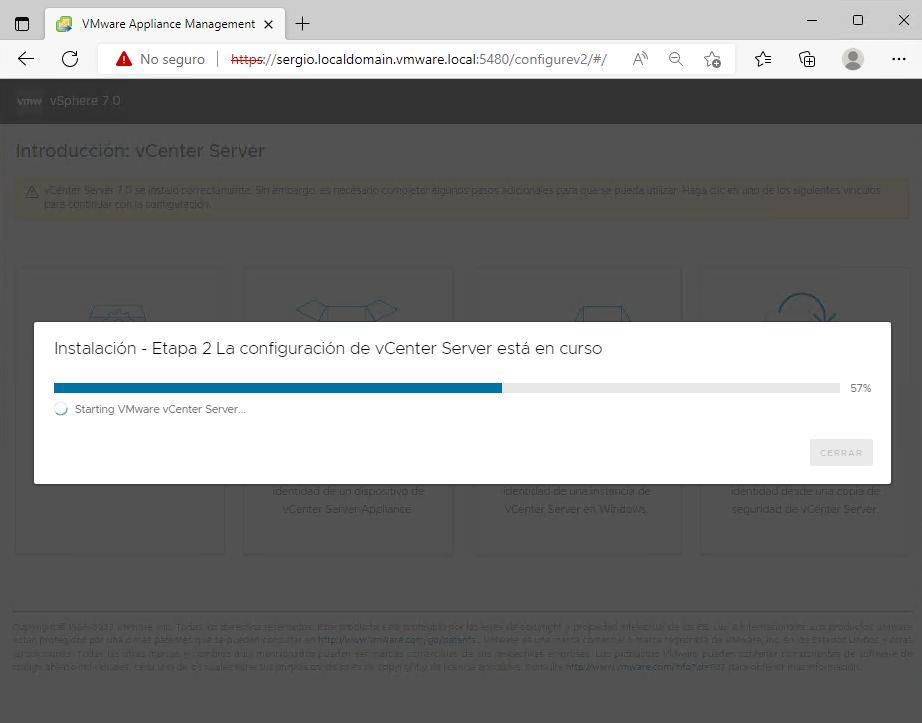 VMware Appliance Management
No seguro
https://sergio.localdomain.vmware.local:5480/configurev2/#/
vmw vSphere 7.0
Introducción: vCenter Server
vCenter Server 7.0 se instaló correctamente. Sin embargo, es necesario completar algunos pasos adicionales para que se pueda utilizar. Haga clic en uno de los siguientes vínculos
para continuar con la configuración.
Instalación - Etapa 2 La configuración de vCenter Server está en curso
57%
Starting VMware vCenter Server...
CERRAR
identidad de un dispositivo de
vCenter Server Appliance.
identidad de una instancia de
vCenter Server en Windows.
identidad desde una copia de
seguridad de vCenter Server.